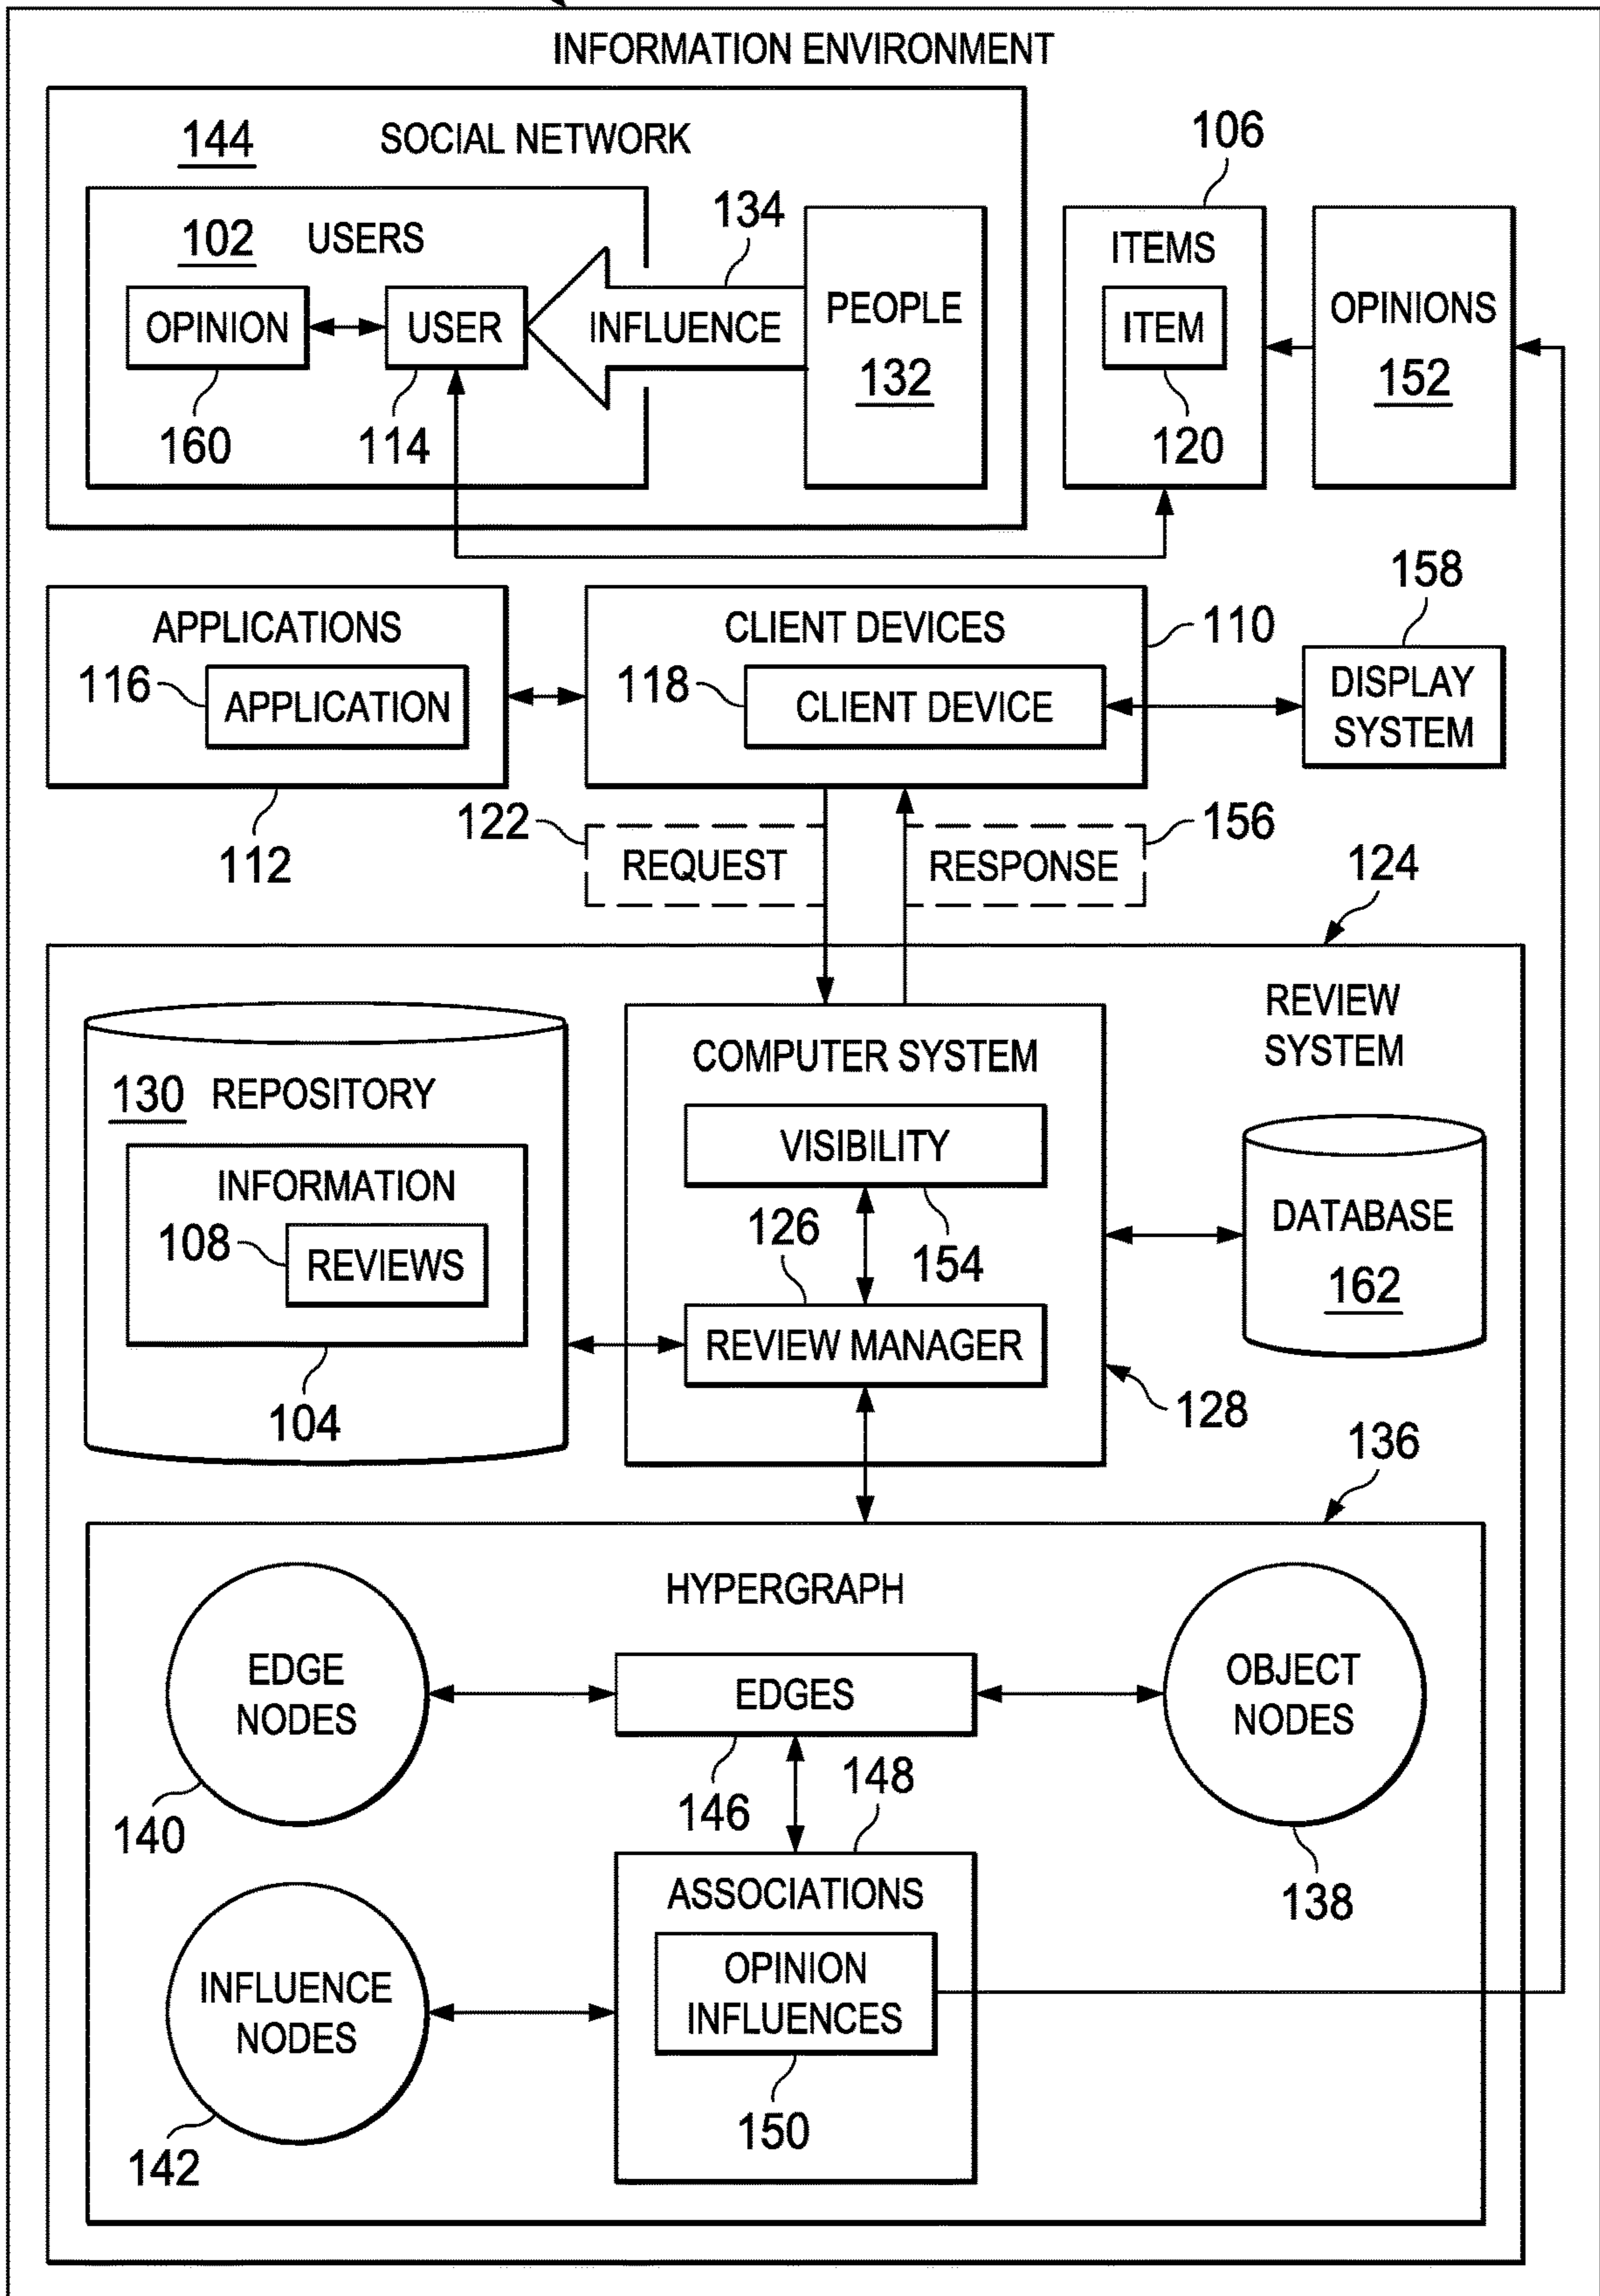 INFORMATION ENVIRONMENT
144 SOCIAL NETWORK
106
102 USERS
134
ITEMS
OPINION
USER
INFLUENCE
PEOPLE
132
ITEM
OPINIONS
152
160
114
120
158
APPLICATIONS
CLIENT DEVICES
110
116
APPLICATION
118
CLIENT DEVICE
DISPLAY
SYSTEM
112
122
REQUEST
RESPONSE
156
124
REVIEW
SYSTEM
COMPUTER SYSTEM
130 REPOSITORY
VISIBILITY
INFORMATION
108
REVIEWS
126
154
DATABASE
162
REVIEW MANAGER
104
128
136
HYPERGRAPH
EDGE
NODES
EDGES
OBJECT
NODES
140
146
148
138
ASSOCIATIONS
INFLUENCE
NODES
OPINION
INFLUENCES
142
150